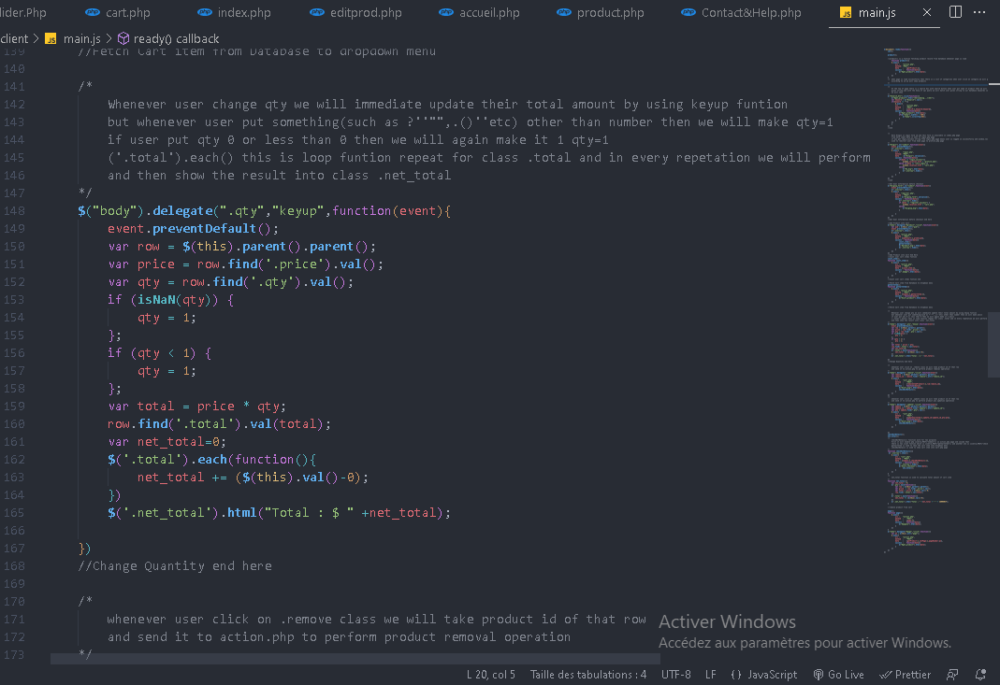 lider.Php cart.php index.php editprod.php accueil.php product.php Contact&Help.php JS main.js
client > JS main.js > ready() callback
139 //Fetch Cart item from Database to dropdown menu
140
141 /*
142 Whenever user change qty we will immediate update their total amount by using keyup funtion
143 but whenever user put something(such as ?''"",.()''etc) other than number then we will make qty=1
144 if user put qty 0 or less than 0 then we will again make it 1 qty=1
145 ('.total').each() this is loop funtion repeat for class .total and in every repetation we will perform
146 and then show the result into class .net_total
147 */
148 $("body").delegate(".qty","keyup",function(event){
149 event.preventDefault();
150 var row = $(this).parent().parent();
151 var price = row.find('.price').val();
152 var qty = row.find('.qty').val();
153 if (isNaN(qty)) {
154 qty = 1;
155 };
156 if (qty < 1) {
157 qty = 1;
158 };
159 var total = price * qty;
160 row.find('.total').val(total);
161 var net_total=0;
162 $('.total').each(function(){
163 net_total += ($(this).val()-0);
164 })
165 $('.net_total').html("Total : $ " +net_total);
166
167 })
168 //Change Quantity end here
169
170 /*
171 whenever user click on .remove class we will take product id of that row
172 and send it to action.php to perform product removal operation
173 */
Activer Windows
Accédez aux paramètres pour activer Windows.
L 20, col 5 Taille des tabulations : 4 UTF-8 LF {} JavaScript Go Live Prettier